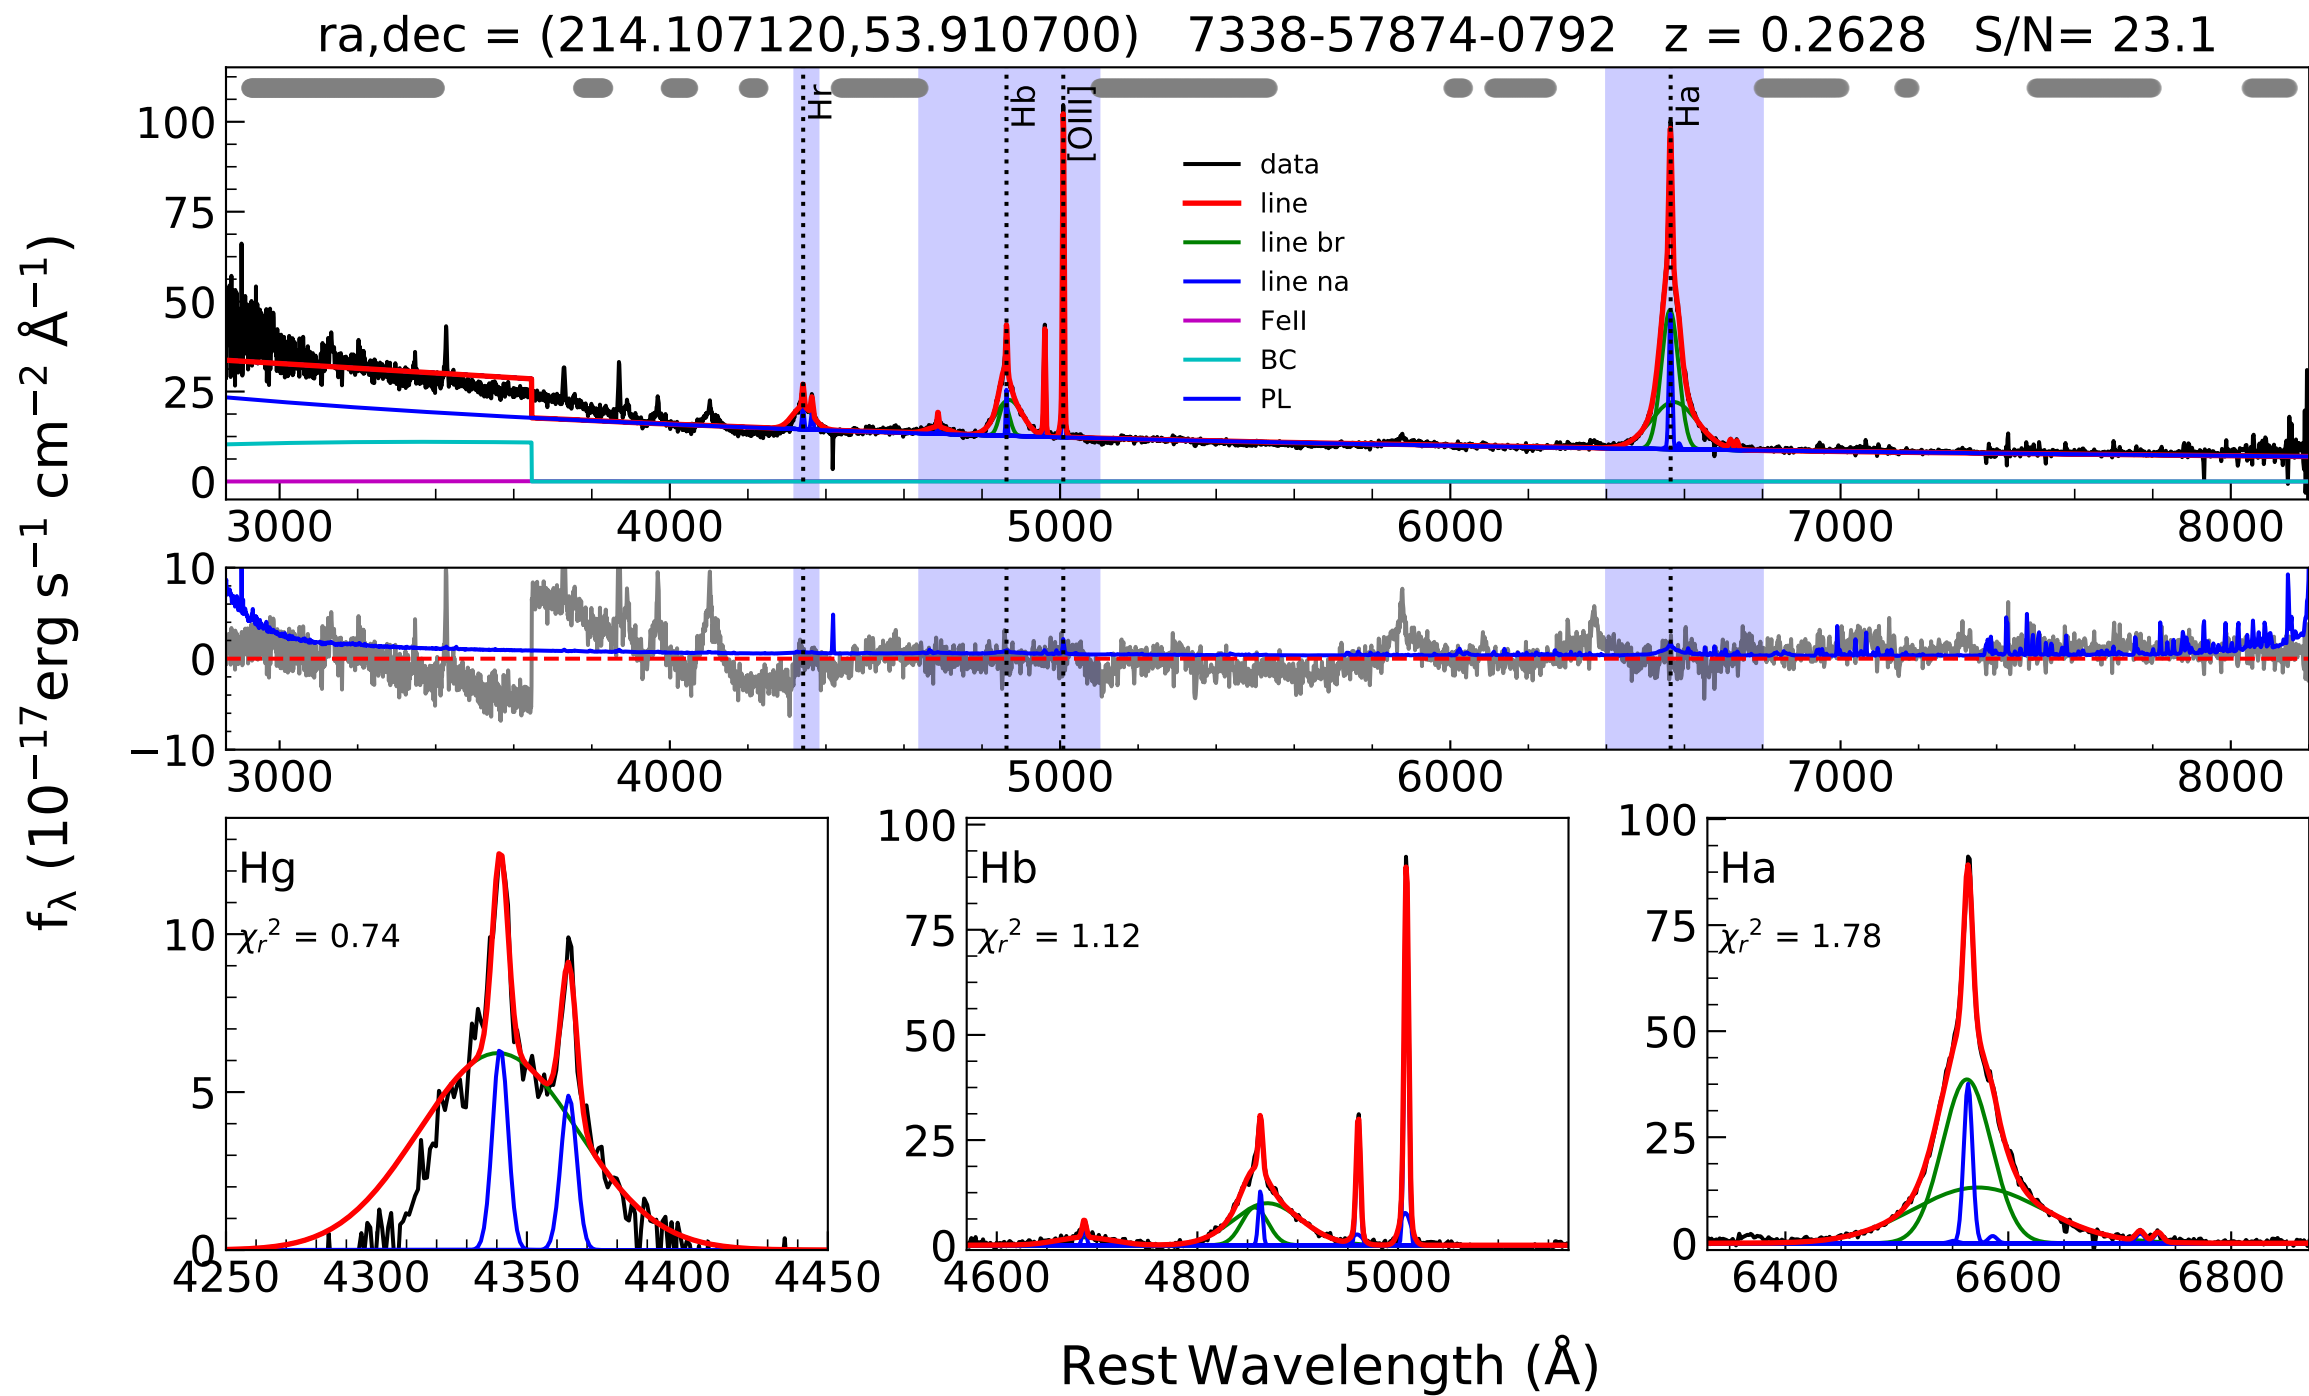 ra,dec = (214.107120,53.910700) 7338-57874-0792 z = 0.2628 S/N= 23.1
Hr
Hb
[OIII]
Ha
data
line
line br
line na
FeII
BC
PL
100
75
50
25
0
3000 4000 5000 6000 7000 8000
10
0
−10
3000 4000 5000 6000 7000 8000
fλ (10⁻¹⁷erg s⁻¹ cm⁻² Å⁻¹)
Hg
χᵣ² = 0.74
10
5
0
4250 4300 4350 4400 4450
Hb
χᵣ² = 1.12
100
75
50
25
0
4600 4800 5000
Ha
χᵣ² = 1.78
100
75
50
25
0
6400 6600 6800
Rest Wavelength (Å)